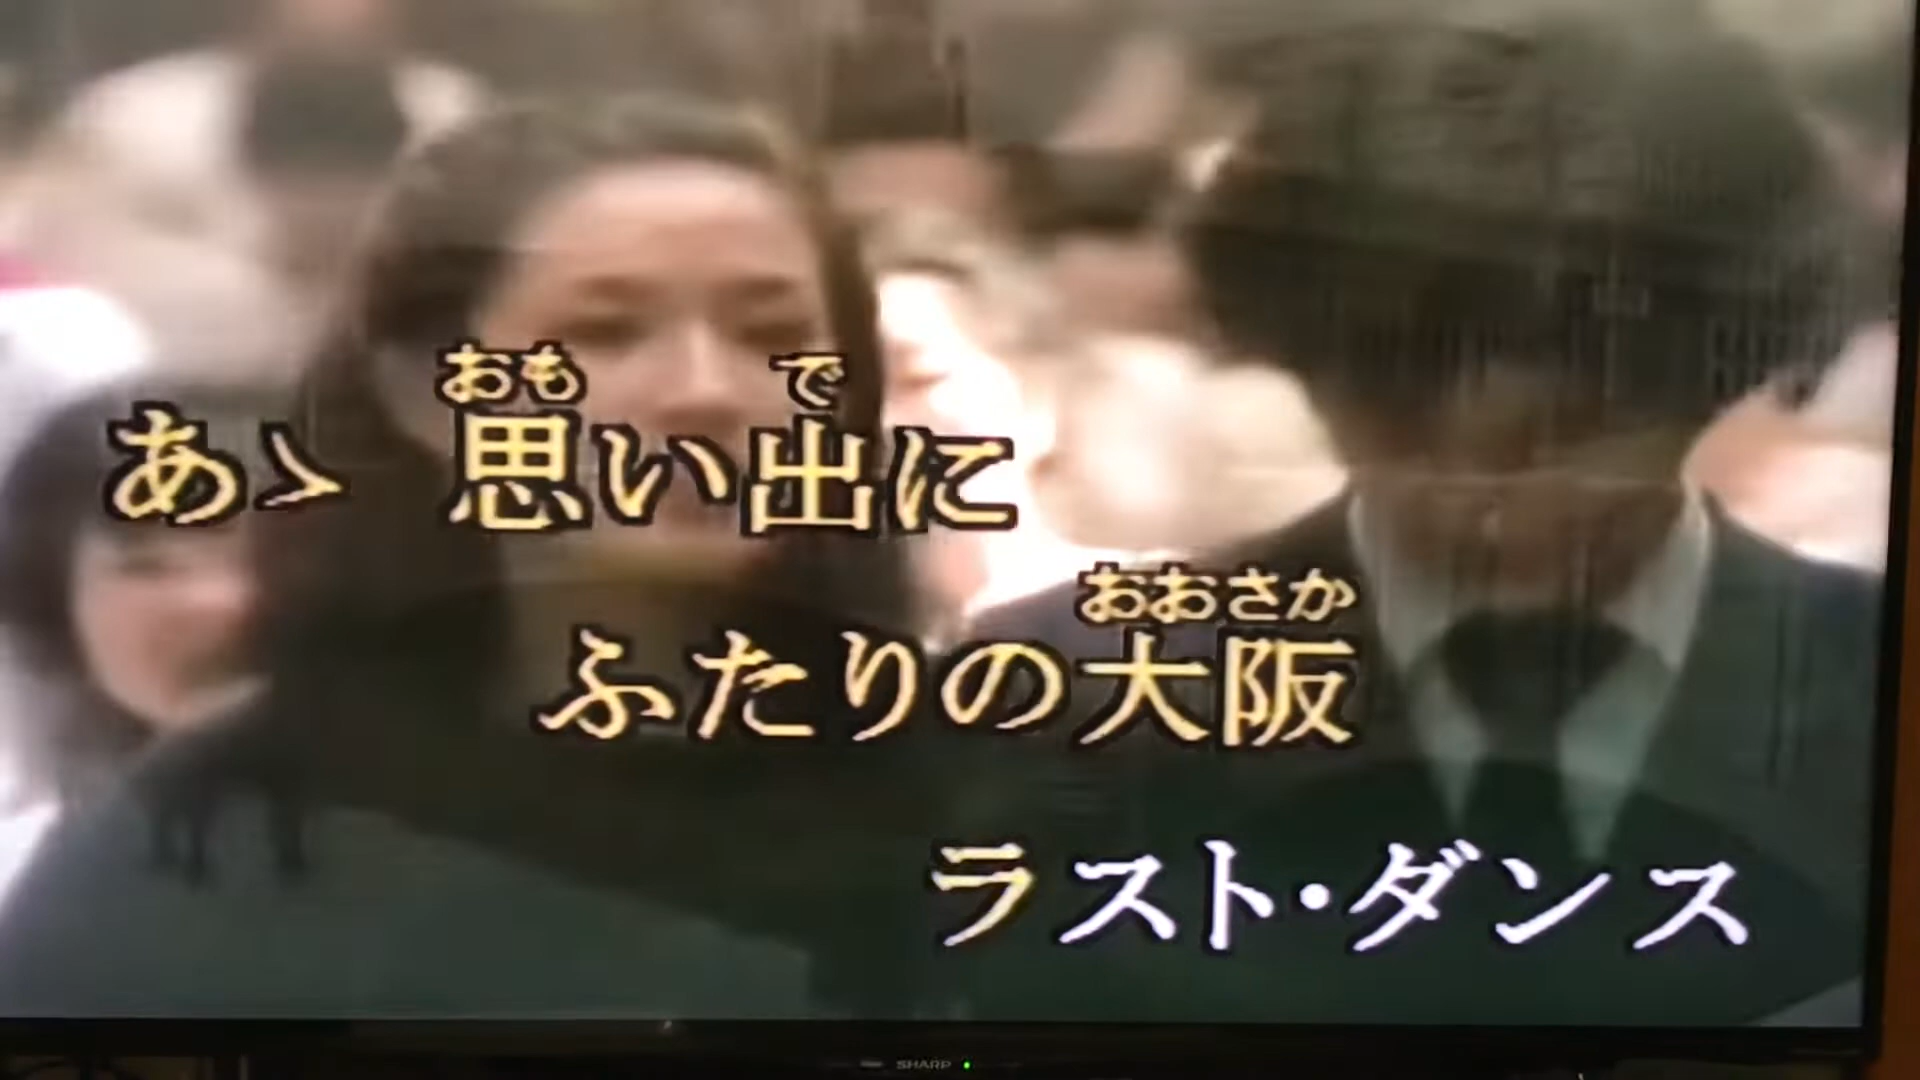 おも で
あゝ 思い出に
おおさか
ふたりの大阪
ラスト・ダンス
SHARP